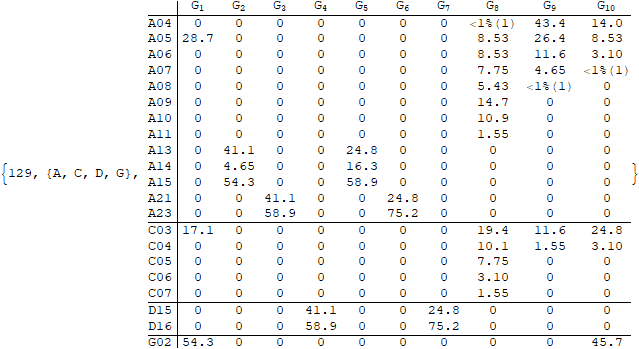 G1 G2 G3 G4 G5 G6 G7 G8 G9 G10
A04 0 0 0 0 0 0 0 <1%(1) 43.4 14.0
A05 28.7 0 0 0 0 0 0 8.53 26.4 8.53
A06 0 0 0 0 0 0 0 8.53 11.6 3.10
A07 0 0 0 0 0 0 0 7.75 4.65 <1%(1)
A08 0 0 0 0 0 0 0 5.43 <1%(1) 0
A09 0 0 0 0 0 0 0 14.7 0 0
A10 0 0 0 0 0 0 0 10.9 0 0
A11 0 0 0 0 0 0 0 1.55 0 0
A13 0 41.1 0 0 24.8 0 0 0 0 0
{129, {A, C, D, G}, A14 0 4.65 0 0 16.3 0 0 0 0 0 }
A15 0 54.3 0 0 58.9 0 0 0 0 0
A21 0 0 41.1 0 0 24.8 0 0 0 0
A23 0 0 58.9 0 0 75.2 0 0 0 0
C03 17.1 0 0 0 0 0 0 19.4 11.6 24.8
C04 0 0 0 0 0 0 0 10.1 1.55 3.10
C05 0 0 0 0 0 0 0 7.75 0 0
C06 0 0 0 0 0 0 0 3.10 0 0
C07 0 0 0 0 0 0 0 1.55 0 0
D15 0 0 0 41.1 0 0 24.8 0 0 0
D16 0 0 0 58.9 0 0 75.2 0 0 0
G02 54.3 0 0 0 0 0 0 0 0 45.7